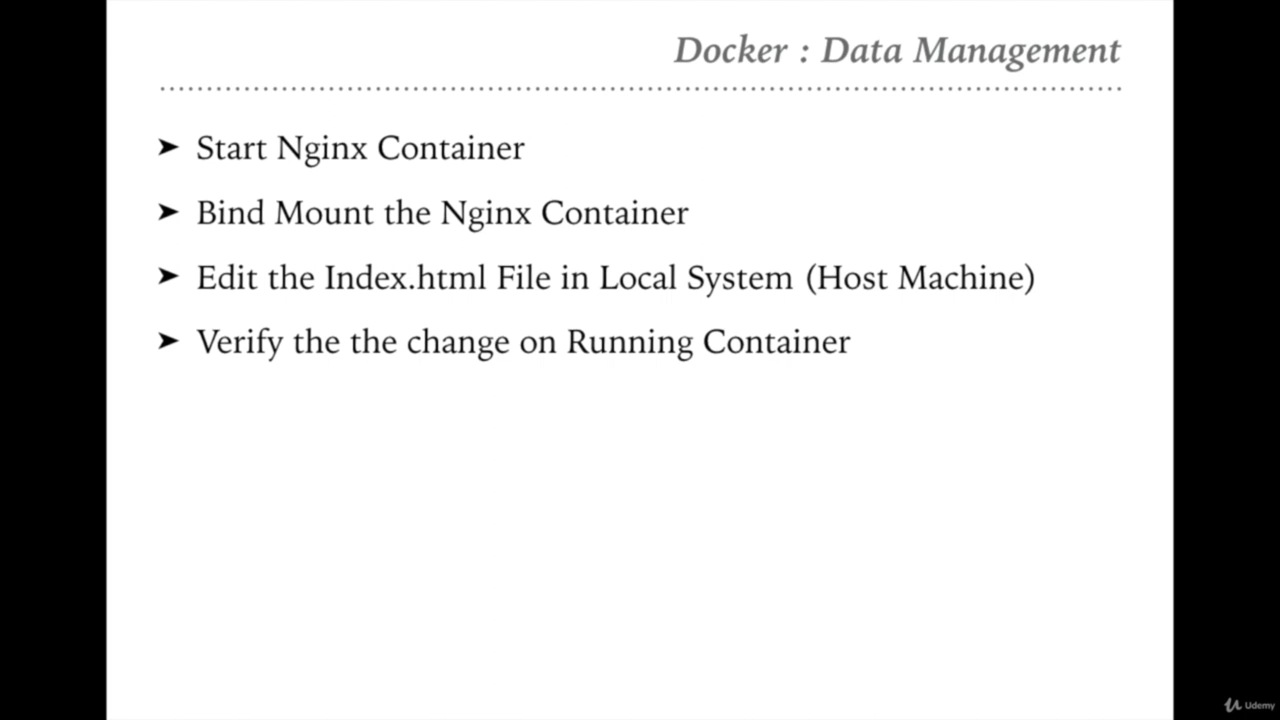 Docker : Data Management
➤ Start Nginx Container
➤ Bind Mount the Nginx Container
➤ Edit the Index.html File in Local System (Host Machine)
➤ Verify the the change on Running Container
Udemy